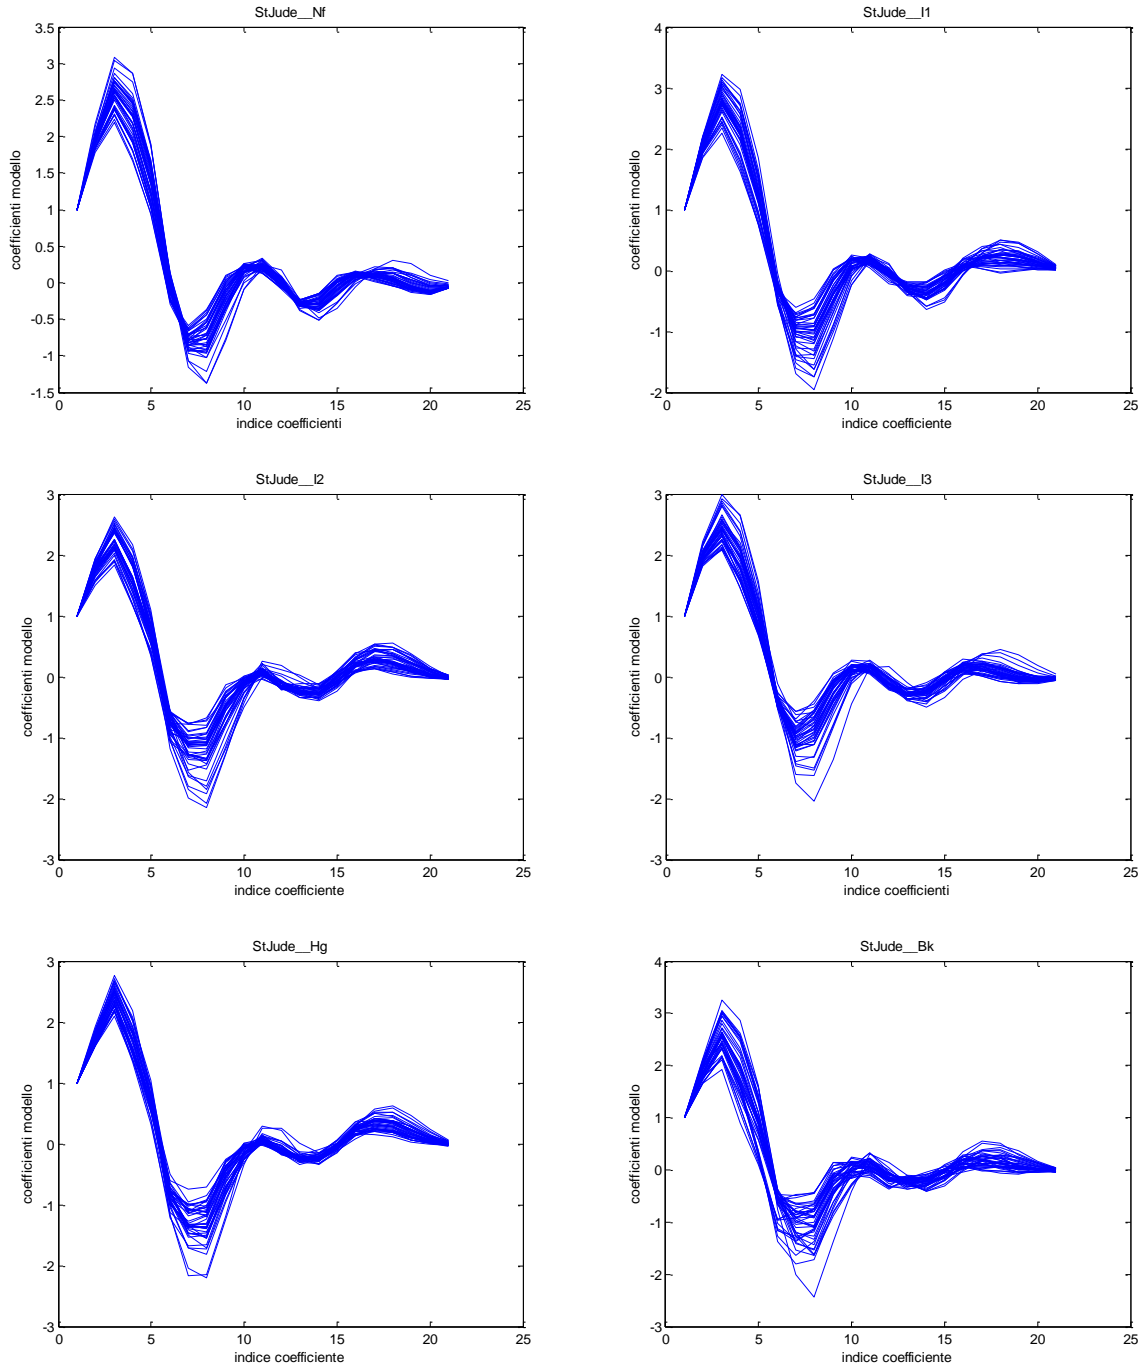 StJude__Nf
3.5
3
2.5
2
1.5
1
0.5
0
-0.5
-1
-1.5
0 5 10 15 20 25
coefficienti modello
indice coefficienti
StJude__I1
4
3
2
1
0
-1
-2
0 5 10 15 20 25
coefficienti modello
indice coefficiente
StJude__I2
3
2
1
0
-1
-2
-3
0 5 10 15 20 25
coefficienti modello
indice coefficiente
StJude__I3
3
2
1
0
-1
-2
-3
0 5 10 15 20 25
coefficienti modello
indice coefficienti
StJude__Hg
3
2
1
0
-1
-2
-3
0 5 10 15 20 25
coefficienti modello
indice coefficiente
StJude__Bk
4
3
2
1
0
-1
-2
-3
0 5 10 15 20 25
coefficienti modello
indice coefficiente